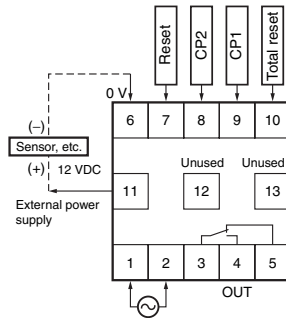 Reset
CP2
CP1
Total reset
0 V
(−)
6
7
8
9
10
Sensor, etc.
Unused
Unused
(+)
12 VDC
11
12
13
External power
supply
1
2
3
4
5
OUT